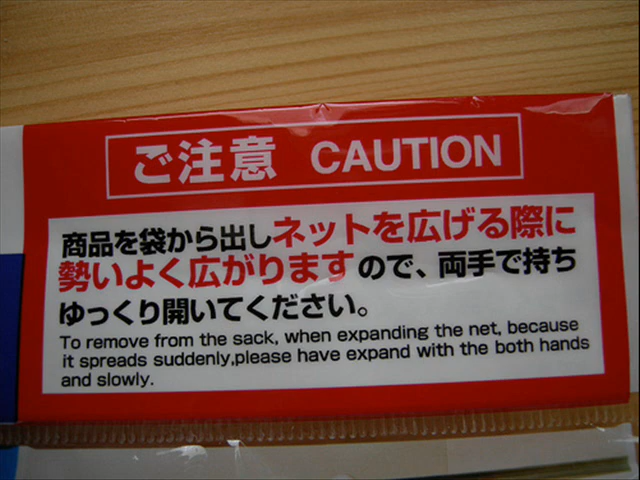 ご注意 CAUTION
商品を袋から出しネットを広げる際に
勢いよく広がりますので、両手で持ち
ゆっくり開いてください。
To remove from the sack, when expanding the net, because
it spreads suddenly,please have expand with the both hands
and slowly.